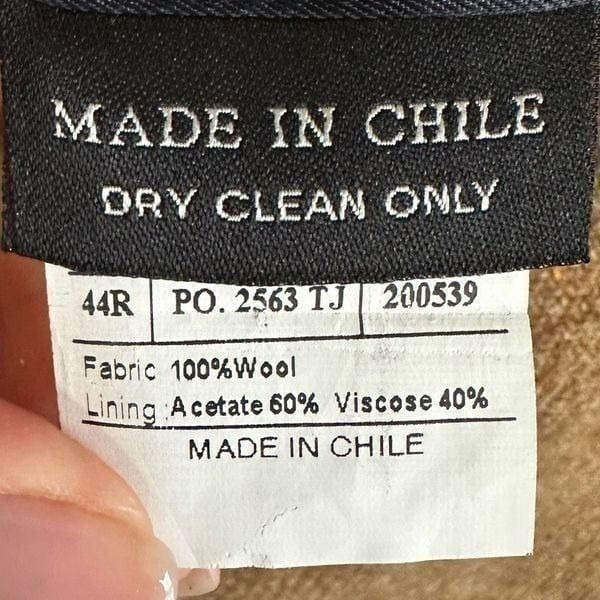 MADE IN CHILE
DRY CLEAN ONLY
44R PO. 2563 TJ 200539
Fabric 100%Wool
Lining :Acetate 60% Viscose 40%
MADE IN CHILE